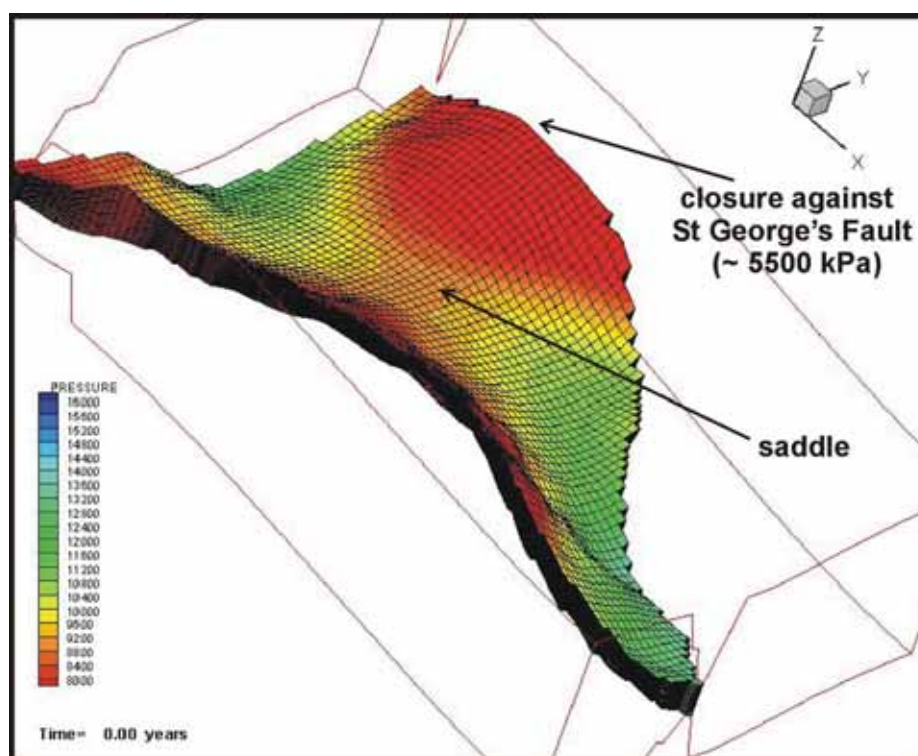 Z
Y
X
closure against
St George's Fault
(~ 5500 kPa)
saddle
PRESSURE
16000
15600
15200
14800
14400
14000
13600
13200
12800
12400
12000
11600
11200
10800
10400
10000
9600
9200
8800
8400
8000
Time= 0.00 years